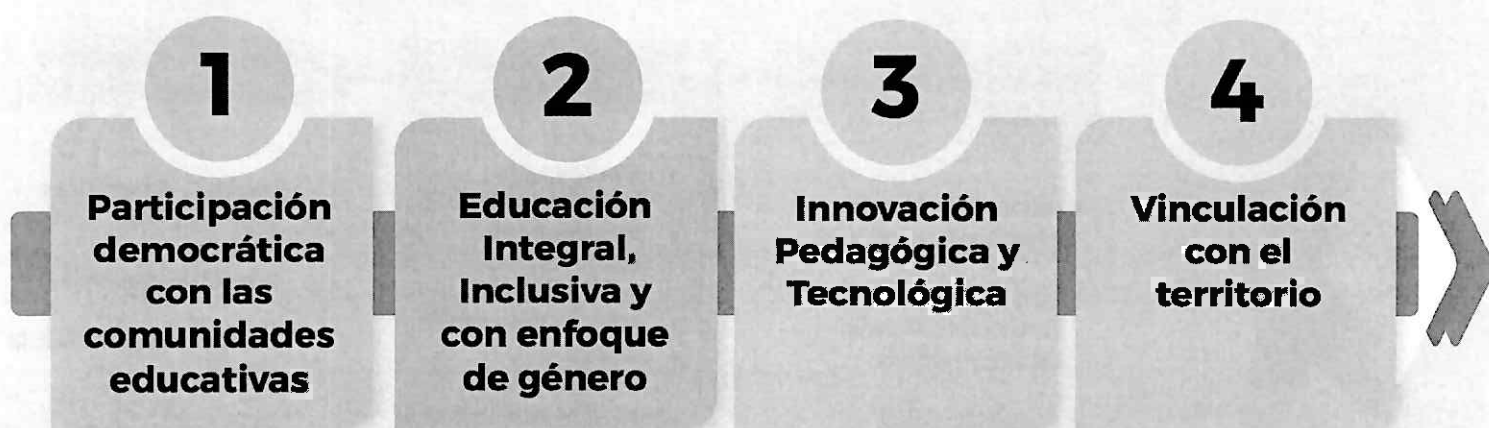 1
Participación
democrática
con las
comunidades
educativas
2
Educación
Integral,
Inclusiva y
con enfoque
de género
3
Innovación
Pedagógica y
Tecnológica
4
Vinculación
con el
territorio